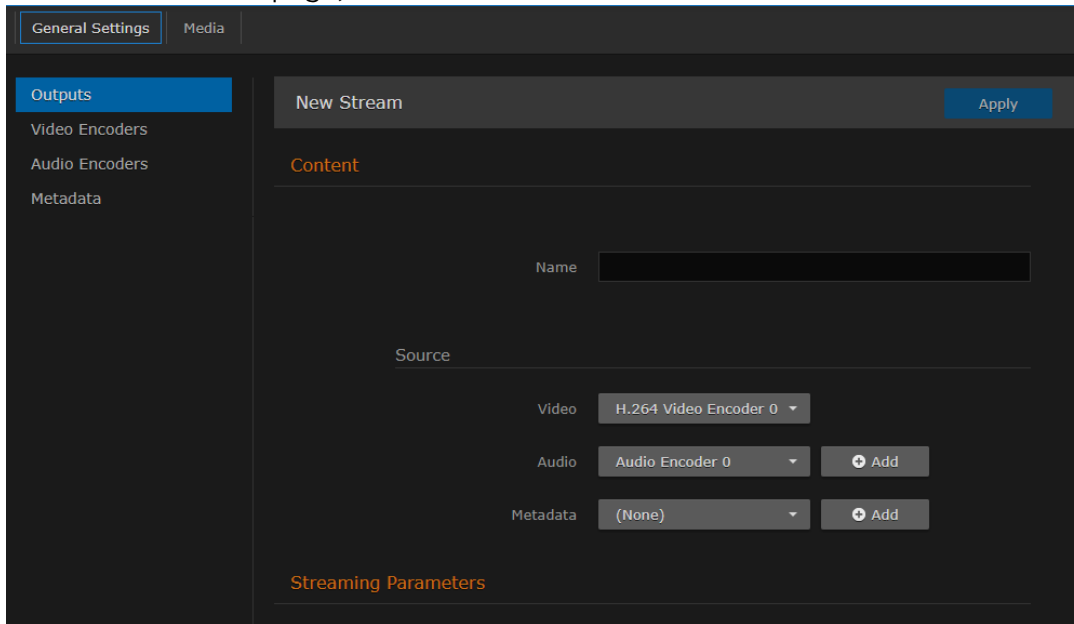 General Settings Media
Outputs
Video Encoders
Audio Encoders
Metadata
New Stream Apply
Content
Name
Source
Video H.264 Video Encoder 0
Audio Audio Encoder 0 Add
Metadata (None) Add
Streaming Parameters